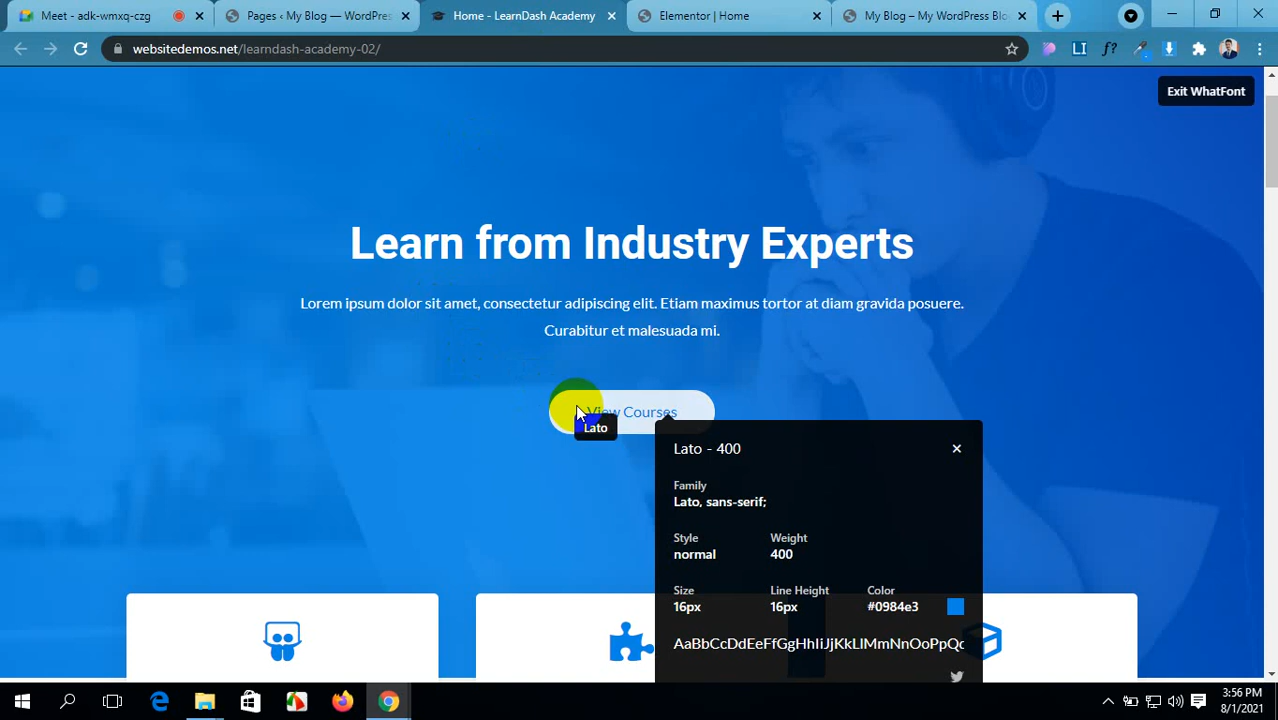 Meet - adk-wmxq-czg
Pages ‹ My Blog — WordPres
Home - LearnDash Academy
Elementor | Home
My Blog – My WordPress Blo
websitedemos.net/learndash-academy-02/
LI
f?
Exit WhatFont
Learn from Industry Experts
Lorem ipsum dolor sit amet, consectetur adipiscing elit. Etiam maximus tortor at diam gravida posuere.
Curabitur et malesuada mi.
View Courses
Lato
Lato - 400
Family
Lato, sans-serif;
Style Weight
normal 400
Size Line Height Color
16px 16px #0984e3
AaBbCcDdEeFfGgHhIiJjKkLlMmNnOoPpQq
3:56 PM
8/1/2021